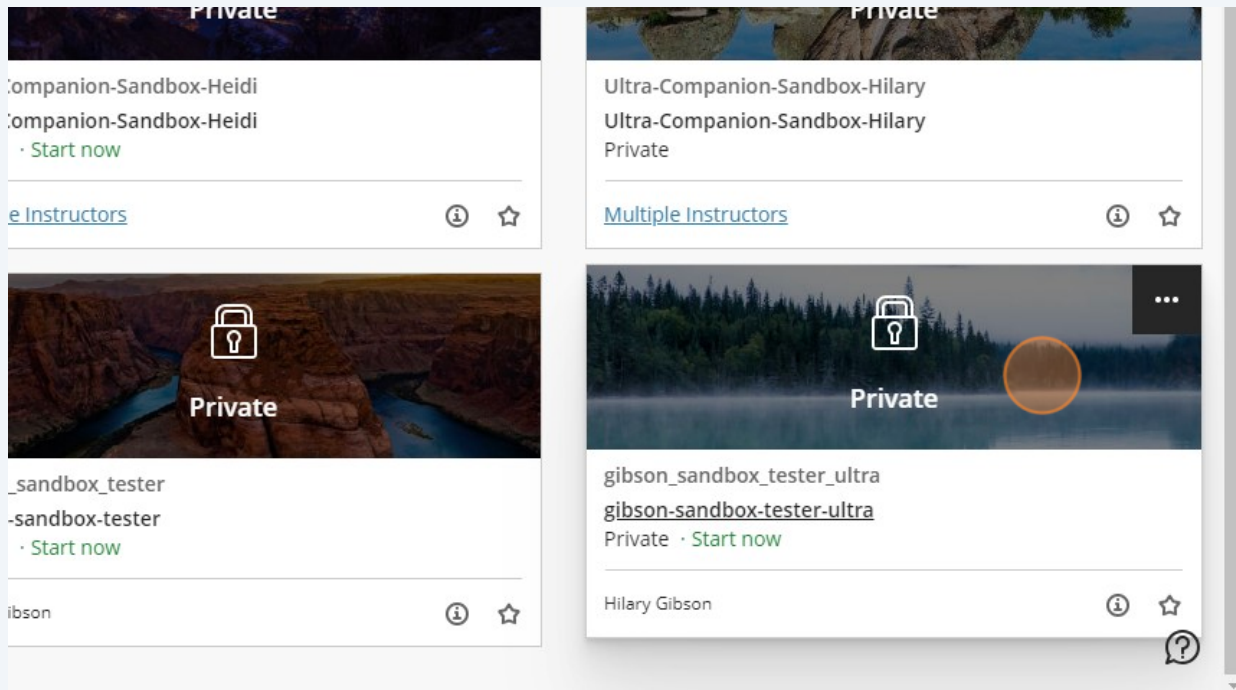 Private
Companion-Sandbox-Heidi
Companion-Sandbox-Heidi
· Start now
e Instructors
Private
Ultra-Companion-Sandbox-Hilary
Ultra-Companion-Sandbox-Hilary
Private
Multiple Instructors
Private
_sandbox_tester
-sandbox-tester
· Start now
ibson
...
Private
gibson_sandbox_tester_ultra
gibson-sandbox-tester-ultra
Private · Start now
Hilary Gibson